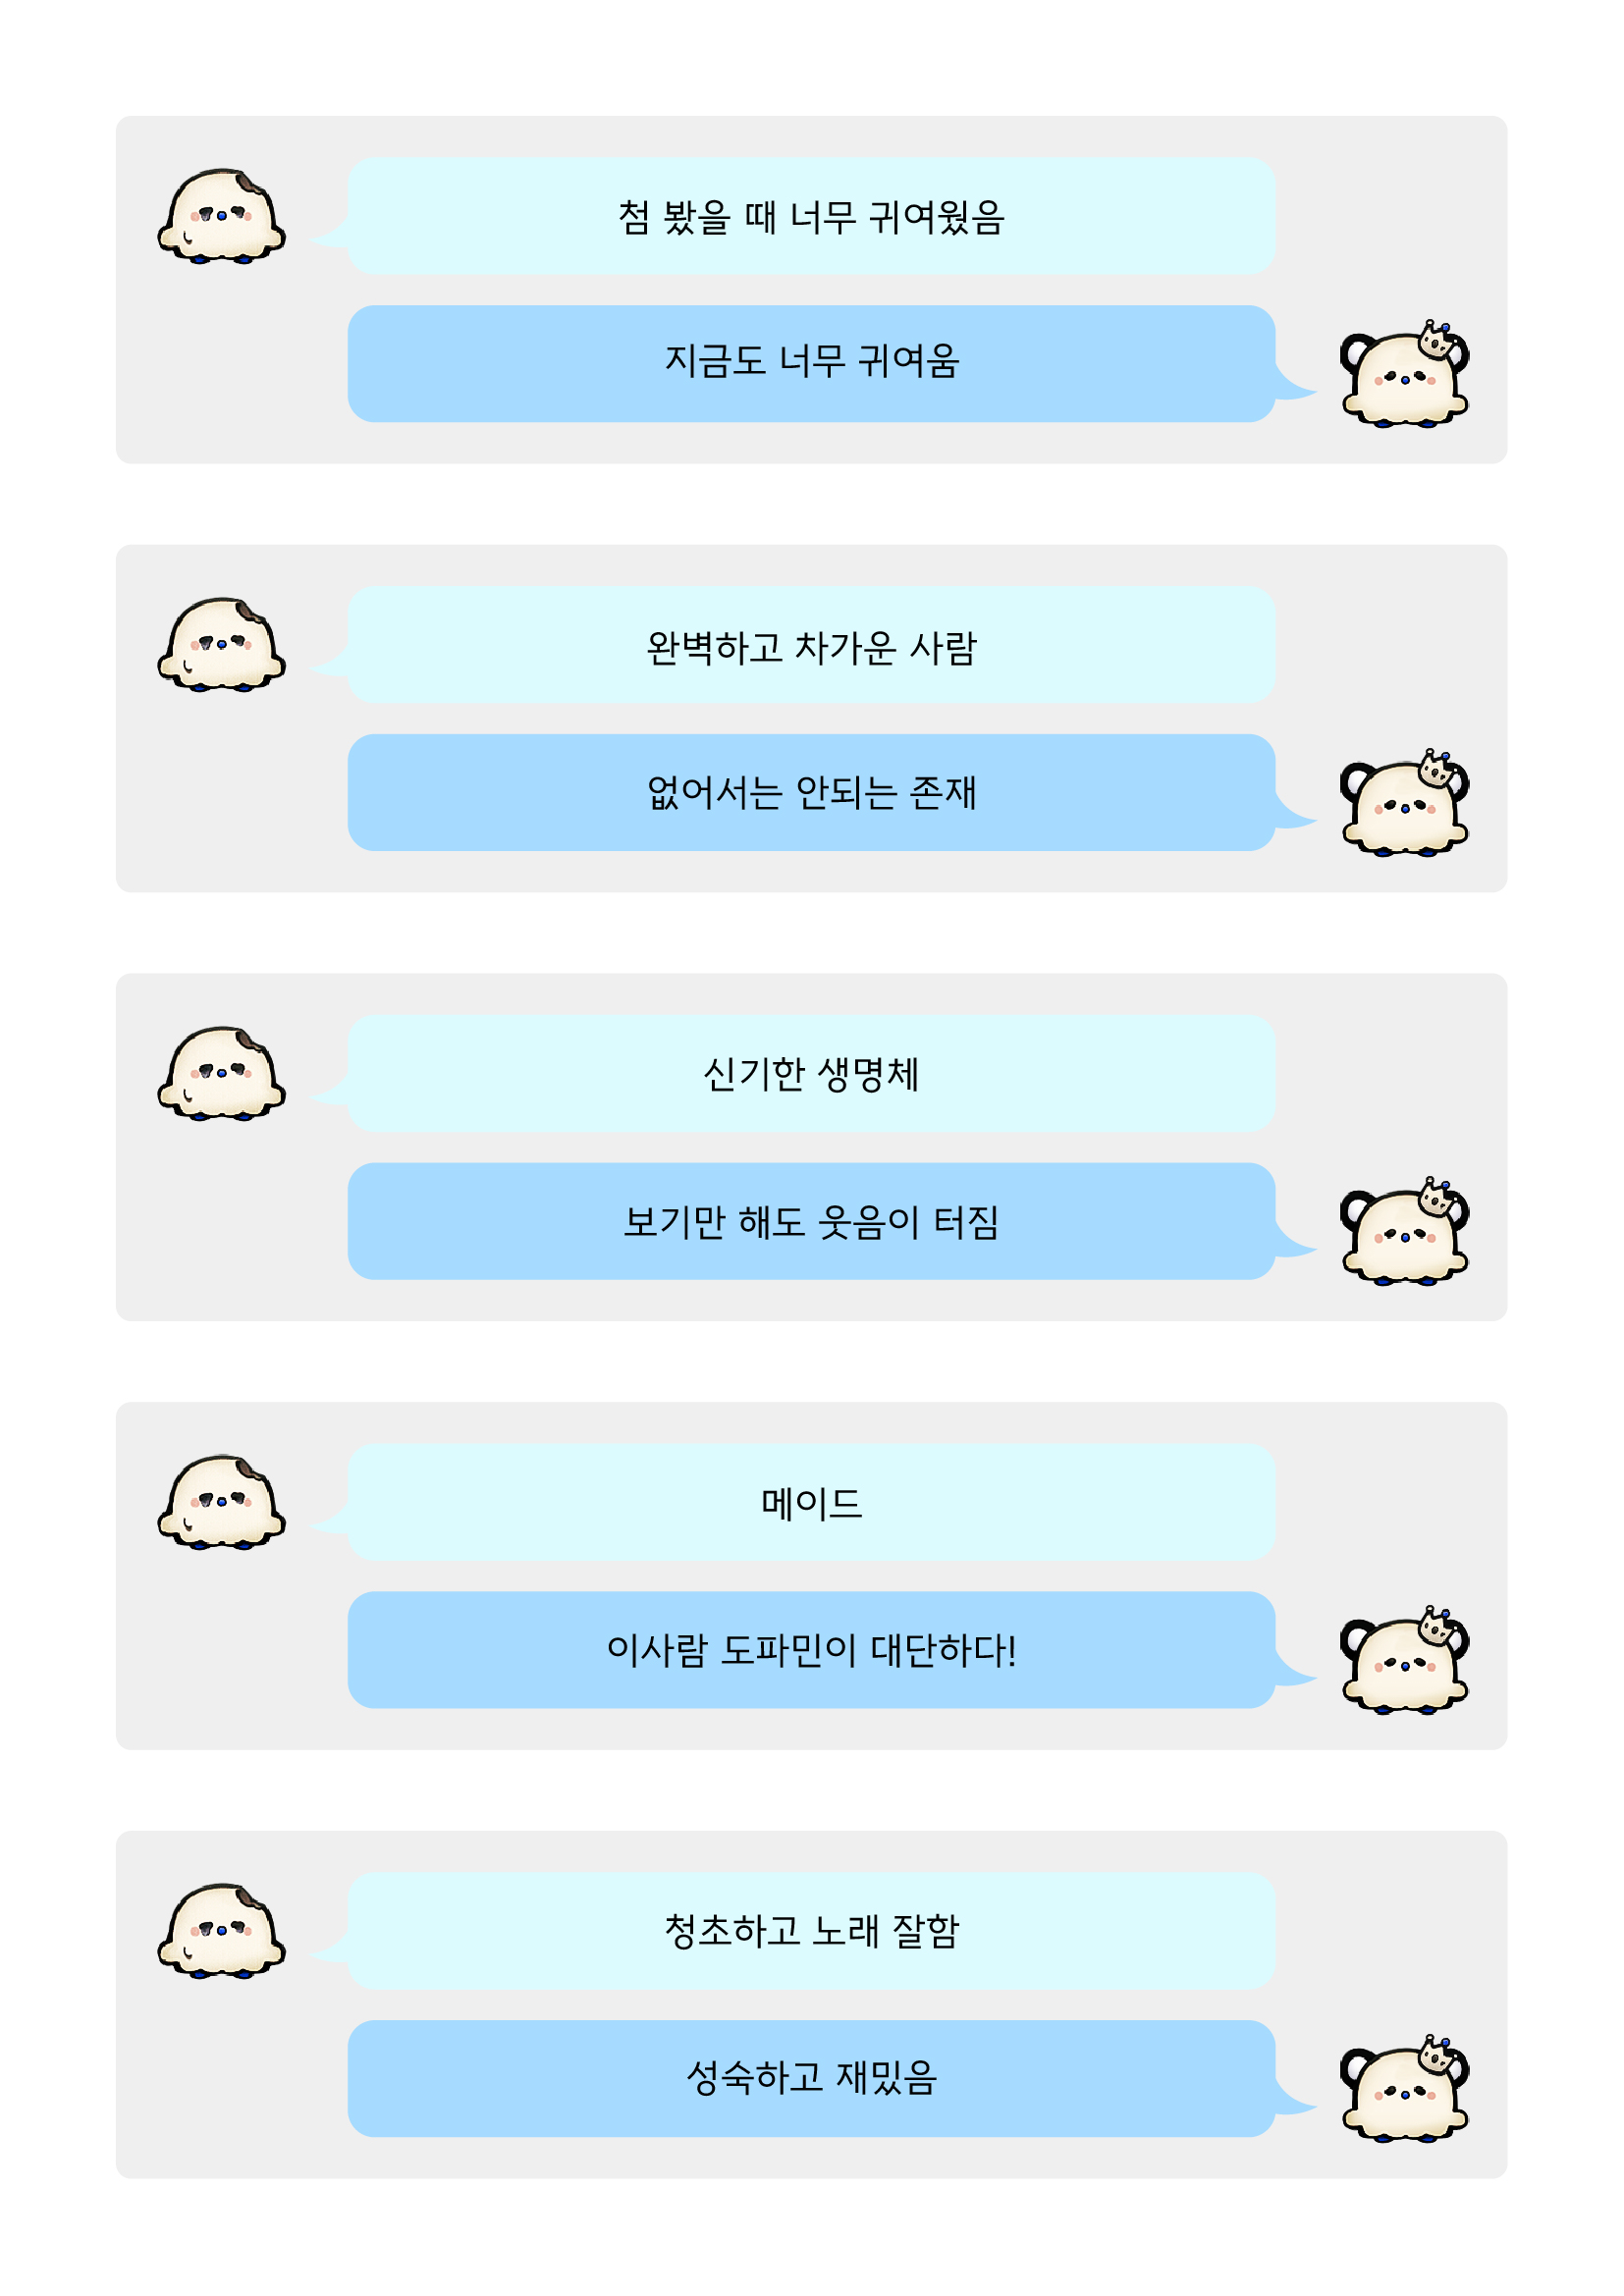 첨 봤을 때 너무 귀여웠음
지금도 너무 귀여움
완벽하고 차가운 사람
없어서는 안되는 존재
신기한 생명체
보기만 해도 웃음이 터짐
메이드
이사람 도파민이 대단하다!
청초하고 노래 잘함
성숙하고 재밌음